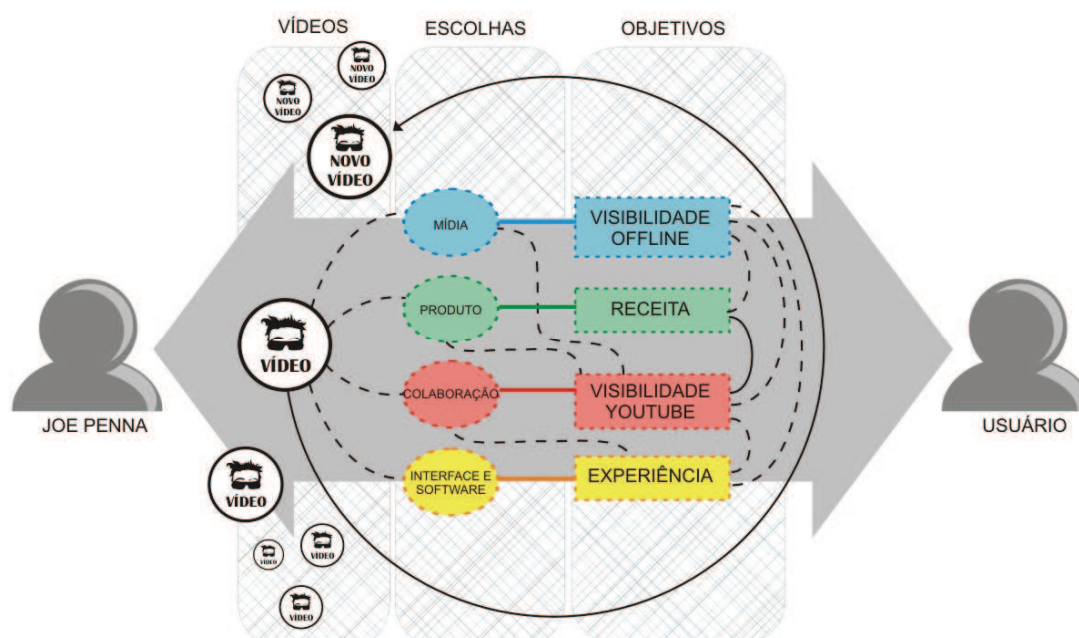 VÍDEOS
ESCOLHAS
OBJETIVOS
NOVO
VÍDEO
NOVO
VÍDEO
NOVO
VÍDEO
MÍDIA
VISIBILIDADE
OFFLINE
PRODUTO
RECEITA
VÍDEO
COLABORAÇÃO
VISIBILIDADE
YOUTUBE
JOE PENNA
USUÁRIO
INTERFACE E
SOFTWARE
EXPERIÊNCIA
VÍDEO
VÍDEO
VÍDEO
VÍDEO